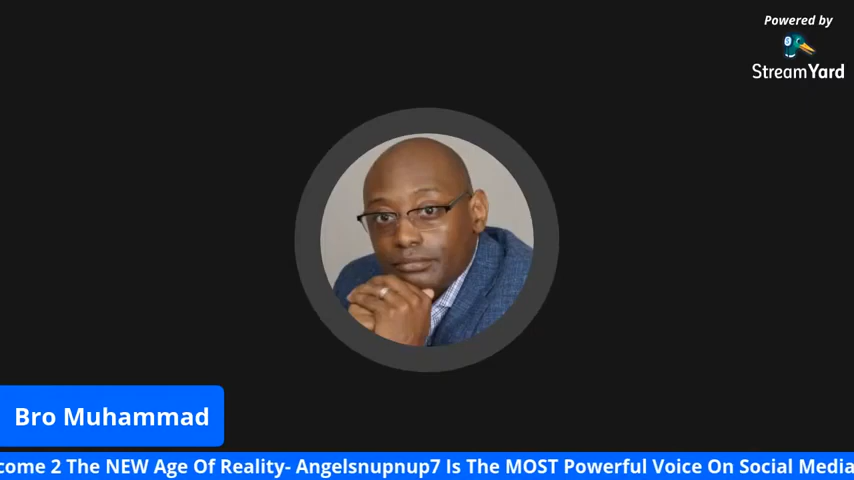 Powered by
StreamYard
Bro Muhammad
come 2 The NEW Age Of Reality- Angelsnupnup7 Is The MOST Powerful Voice On Social Media